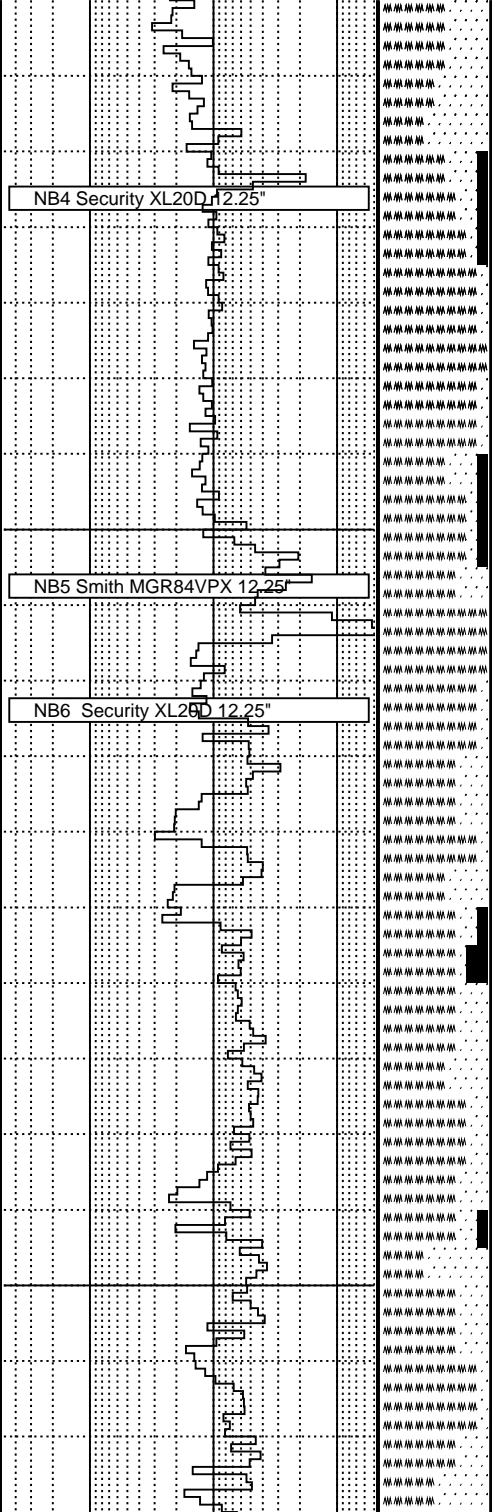 NB4 Security XL20D 12.25"
NB5 Smith MGR84VPX 12.25"
NB6 Security XL20D 12.25"